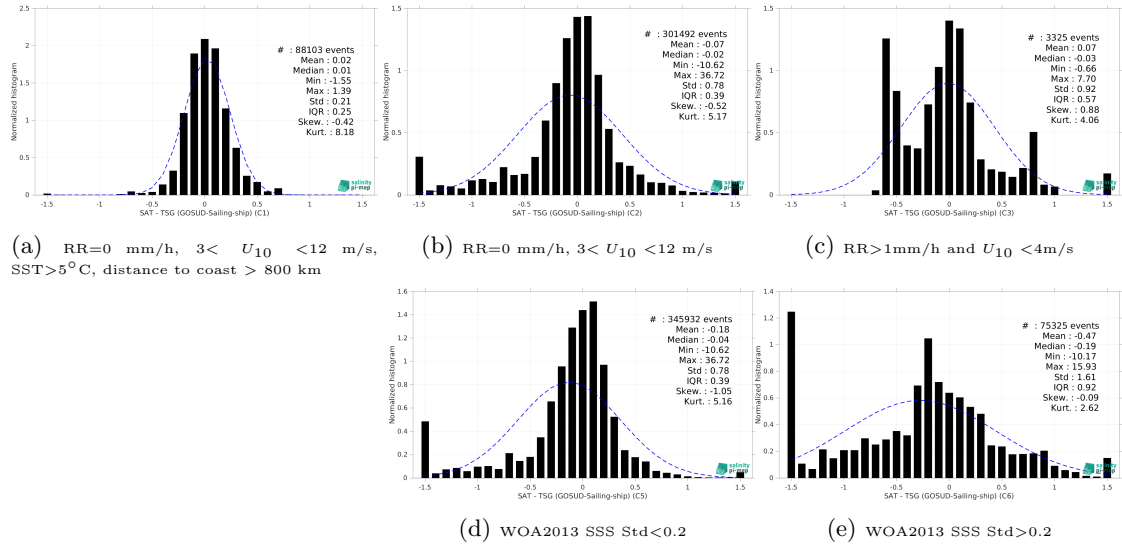 2.5
2
1.5
1
0.5
0
Normalized histogram
# : 88103 events
Mean : 0.02
Median : 0.01
Min : -1.55
Max : 1.39
Std : 0.21
IQR : 0.25
Skew. : -0.42
Kurt. : 8.18
salinity
pi-mep
-1.5 -1 -0.5 0 0.5 1 1.5
SAT - TSG (GOSUD-Sailing-ship) (C1)
(a) RR=0 mm/h, 3< U10 <12 m/s,
SST>5°C, distance to coast > 800 km
1.5
1
0.5
0
Normalized histogram
# : 301492 events
Mean : -0.07
Median : -0.02
Min : -10.62
Max : 36.72
Std : 0.78
IQR : 0.39
Skew. : -0.52
Kurt. : 5.17
salinity
pi-mep
-1.5 -1 -0.5 0 0.5 1 1.5
SAT - TSG (GOSUD-Sailing-ship) (C2)
(b) RR=0 mm/h, 3< U10 <12 m/s
1.5
1
0.5
0
Normalized histogram
# : 3325 events
Mean : 0.07
Median : -0.03
Min : -0.66
Max : 7.70
Std : 0.92
IQR : 0.57
Skew. : 0.88
Kurt. : 4.06
salinity
pi-mep
-1.5 -1 -0.5 0 0.5 1 1.5
SAT - TSG (GOSUD-Sailing-ship) (C3)
(c) RR>1mm/h and U10 <4m/s
1.6
1.4
1.2
1
0.8
0.6
0.4
0.2
0
Normalized histogram
# : 345932 events
Mean : -0.18
Median : -0.04
Min : -10.62
Max : 36.72
Std : 0.78
IQR : 0.39
Skew. : -1.05
Kurt. : 5.16
salinity
pi-mep
-1.5 -1 -0.5 0 0.5 1 1.5
SAT - TSG (GOSUD-Sailing-ship) (C5)
(d) WOA2013 SSS Std<0.2
1.4
1.2
1
0.8
0.6
0.4
0.2
0
Normalized histogram
# : 75325 events
Mean : -0.47
Median : -0.19
Min : -10.17
Max : 15.93
Std : 1.61
IQR : 0.92
Skew. : -0.09
Kurt. : 2.62
salinity
pi-mep
-1.5 -1 -0.5 0 0.5 1 1.5
SAT - TSG (GOSUD-Sailing-ship) (C6)
(e) WOA2013 SSS Std>0.2